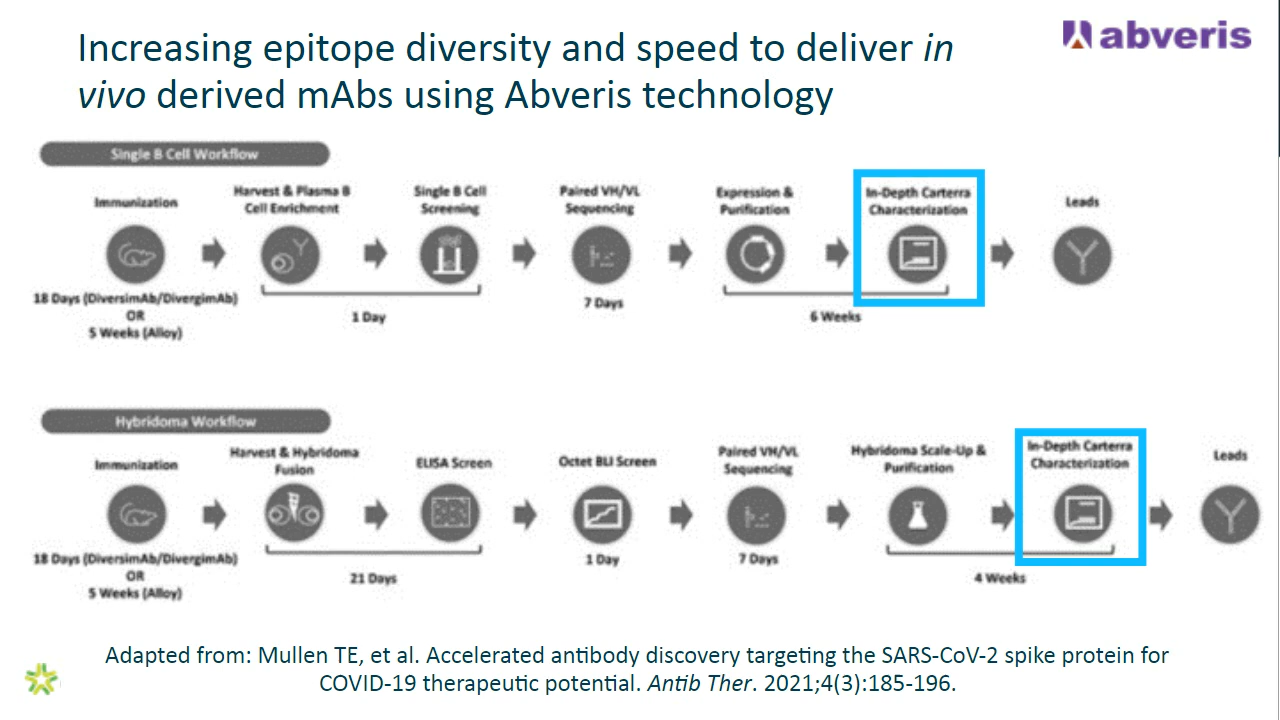 Increasing epitope diversity and speed to deliver in
vivo derived mAbs using Abveris technology
abveris
Single B Cell Workflow
Immunization
Harvest & Plasma B
Cell Enrichment
Single B Cell
Screening
Paired VH/VL
Sequencing
Expression &
Purification
In-Depth Carterra
Characterization
Leads
18 Days (DiversimAb/DivergimAb)
OR
5 Weeks (Alloy)
1 Day
7 Days
6 Weeks
Hybridoma Workflow
Immunization
Harvest & Hybridoma
Fusion
ELISA Screen
Octet BLI Screen
Paired VH/VL
Sequencing
Hybridoma Scale-Up &
Purification
In-Depth Carterra
Characterization
Leads
18 Days (DiversimAb/DivergimAb)
OR
5 Weeks (Alloy)
21 Days
1 Day
7 Days
4 Weeks
Adapted from: Mullen TE, et al. Accelerated antibody discovery targeting the SARS-CoV-2 spike protein for
COVID-19 therapeutic potential. Antib Ther. 2021;4(3):185-196.